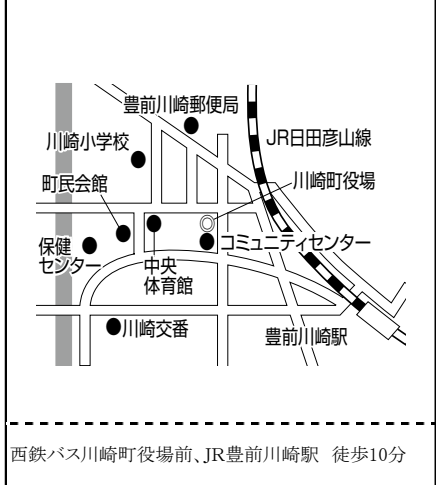 豊前川崎郵便局
川崎小学校
JR日田彦山線
町民会館
川崎町役場
保健
センター
コミュニティセンター
中央
体育館
川崎交番
豊前川崎駅
西鉄バス川崎町役場前、JR豊前川崎駅 徒歩10分